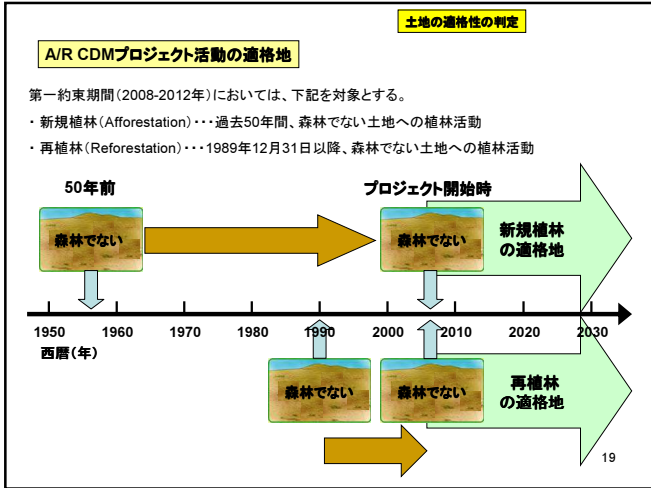 土地の適格性の判定
A/R CDMプロジェクト活動の適格地
第一約束期間(2008-2012年)においては、下記を対象とする。
・新規植林(Afforestation)・・・過去50年間、森林でない土地への植林活動
・再植林(Reforestation)・・・1989年12月31日以降、森林でない土地への植林活動
50年前
プロジェクト開始時
森林でない
森林でない
新規植林
の適格地
1950 1960 1970 1980 1990 2000 2010 2020 2030
西暦(年)
森林でない
森林でない
再植林
の適格地
19